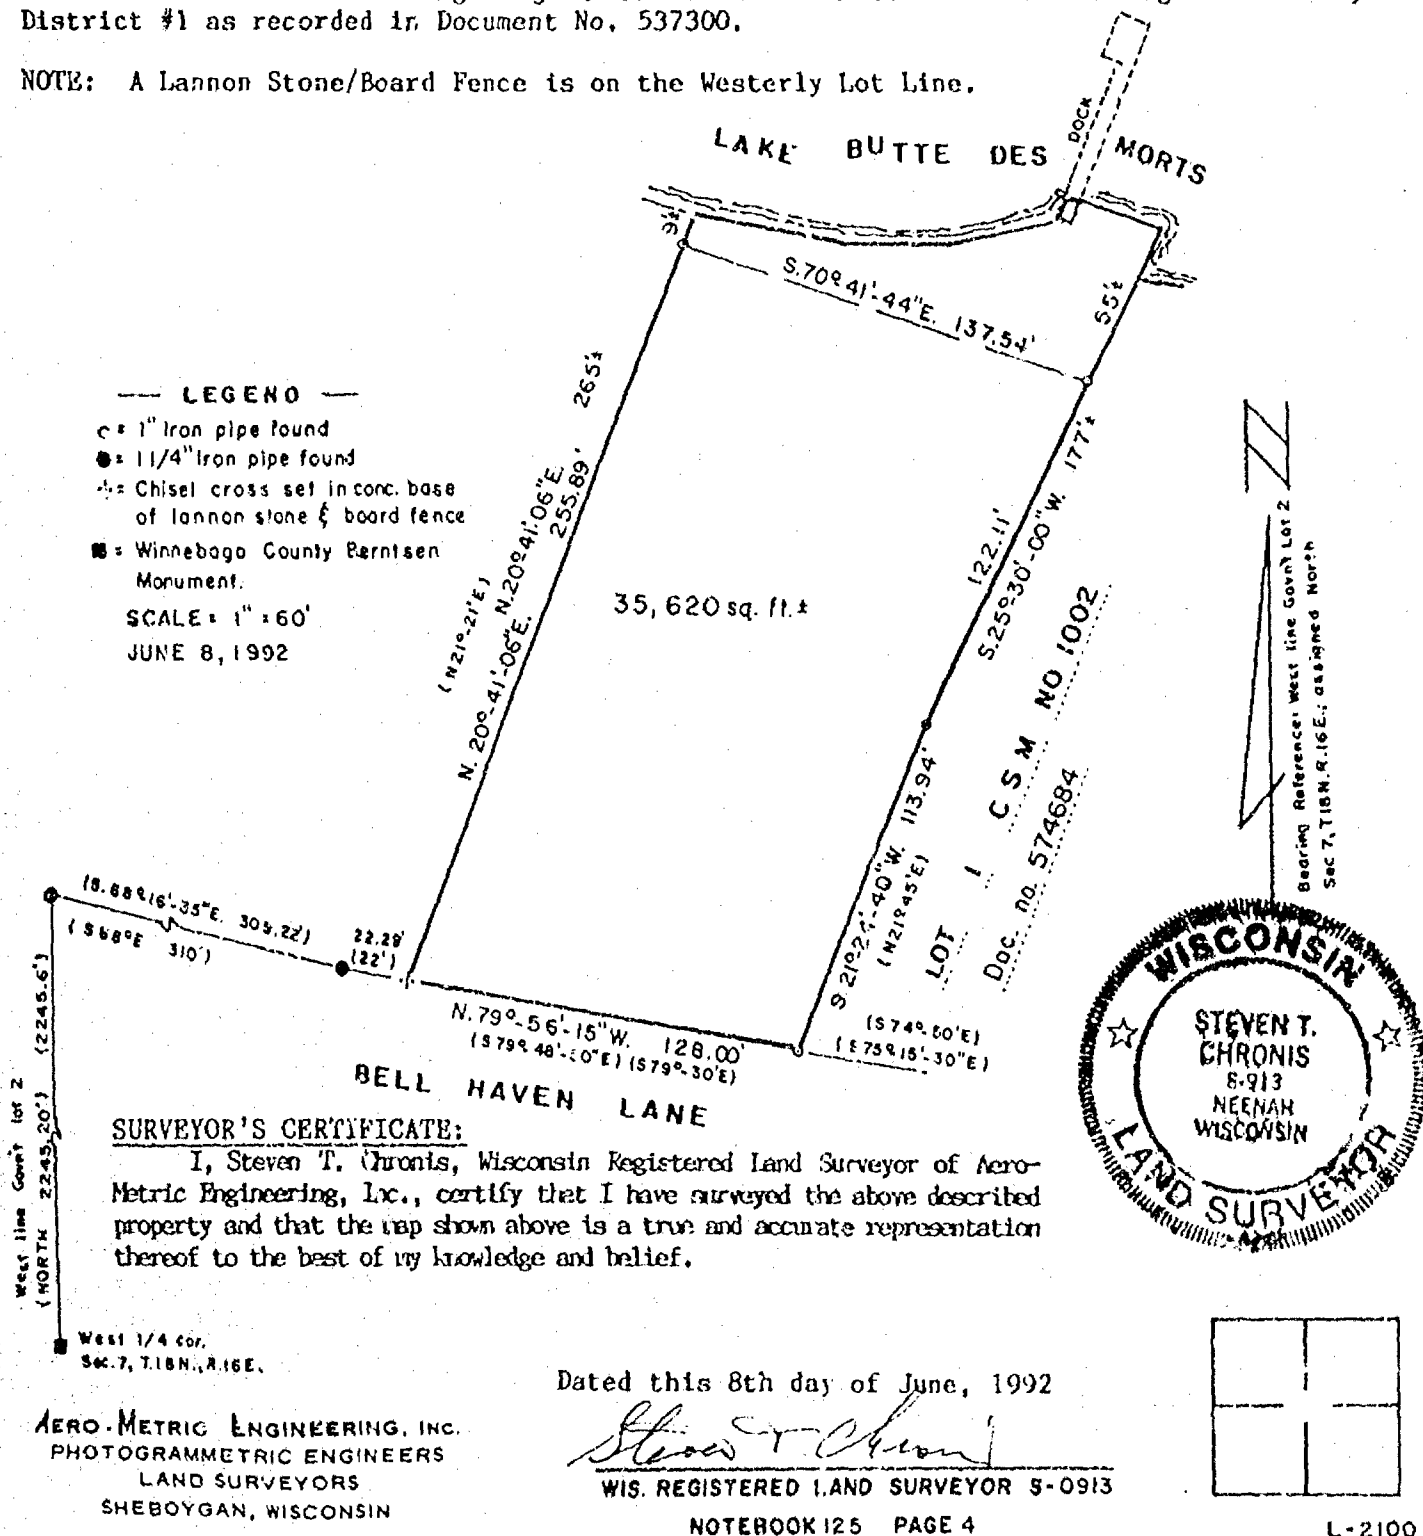 District #1 as recorded in Document No. 537300.
NOTE: A Lannon Stone/Board Fence is on the Westerly Lot Line.
DOCK
LAKE BUTTE DES MORTS
9'±
S.70°-41'-44"E. 137.54'
55'±
— LEGEND —
= 1" Iron pipe found
= 1 1/4" Iron pipe found
= Chisel cross set in conc. base
of lannon stone & board fence
= Winnebago County Berntsen
Monument.
SCALE = 1" = 60'
JUNE 8, 1992
265'±
N.20°-41'-06"E. 255.89'
(N21°-21'E)
N. 20°-41'-06"E.
35,620 sq. ft.±
177'±
122.11'
S.25°-30'-00"W.
113.94'
S.21°-24'-40"W.
(N21°45'E)
LOT 1 C S M NO 1002
Doc. no. 574684
Bearing Reference: West line Gov't Lot 2
Sec 7, T18N. R.16E.; assigned North
(S.68°-16'-35"E. 309.22')
(S68°E 310')
22.29'
(22')
N.79°-56'-15"W. 128.00'
(S79°-30'E)
(S74°-50'E)
(S75°15'-30"E)
BELL HAVEN LANE
West line Gov't lot 2
(NORTH 2245.20') (2245.6')
West 1/4 cor.
Sec. 7, T.18N., R.16E.
SURVEYOR'S CERTIFICATE:
I, Steven T. Chronis, Wisconsin Registered Land Surveyor of Aero-
Metric Engineering, Inc., certify that I have surveyed the above described
property and that the map shown above is a true and accurate representation
thereof to the best of my knowledge and belief.
WISCONSIN
STEVEN T.
CHRONIS
S-913
NEENAH
WISCONSIN
LAND SURVEYOR
Dated this 8th day of June, 1992
Steven T Chronis
WIS. REGISTERED LAND SURVEYOR S-0913
NOTEBOOK 125 PAGE 4
AERO-METRIC ENGINEERING, INC.
PHOTOGRAMMETRIC ENGINEERS
LAND SURVEYORS
SHEBOYGAN, WISCONSIN
L-2100